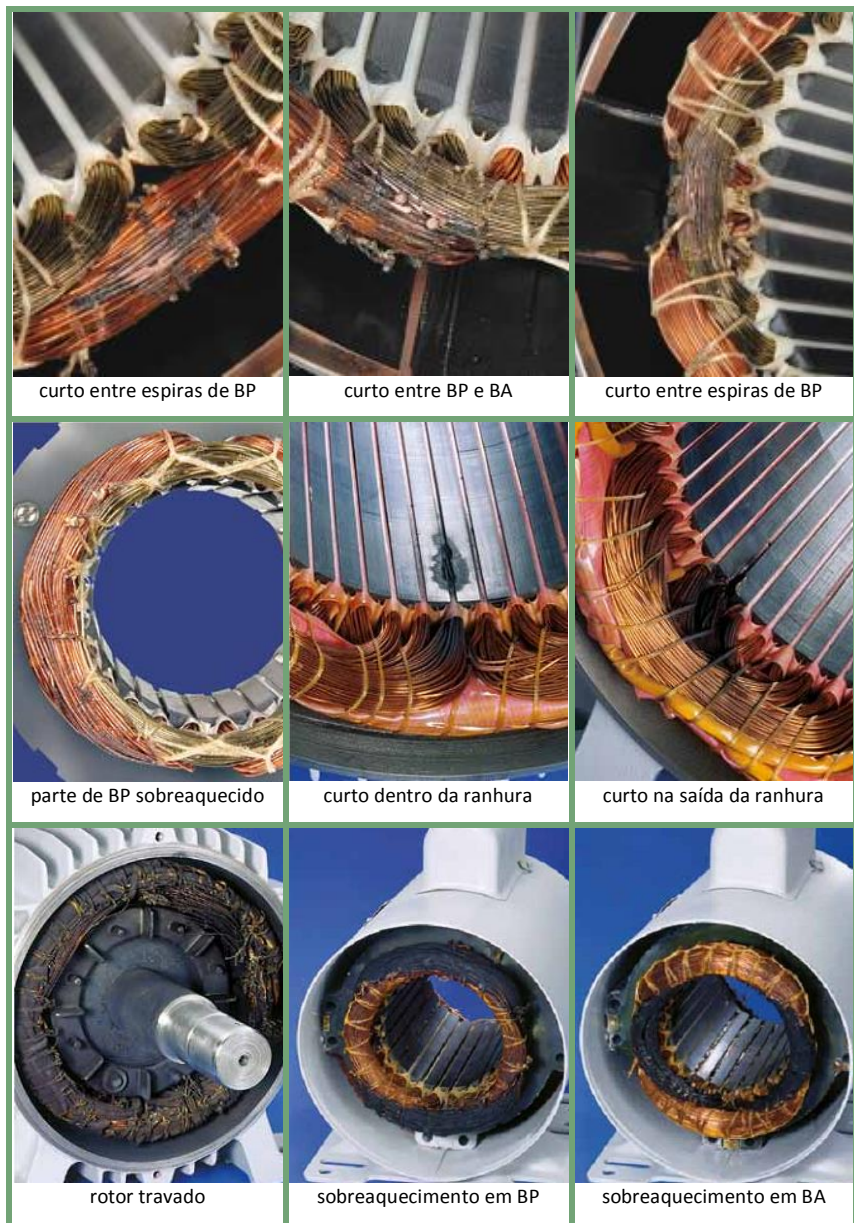 curto entre espiras de BP
curto entre BP e BA
curto entre espiras de BP
parte de BP sobreaquecido
curto dentro da ranhura
curto na saída da ranhura
rotor travado
sobreaquecimento em BP
sobreaquecimento em BA